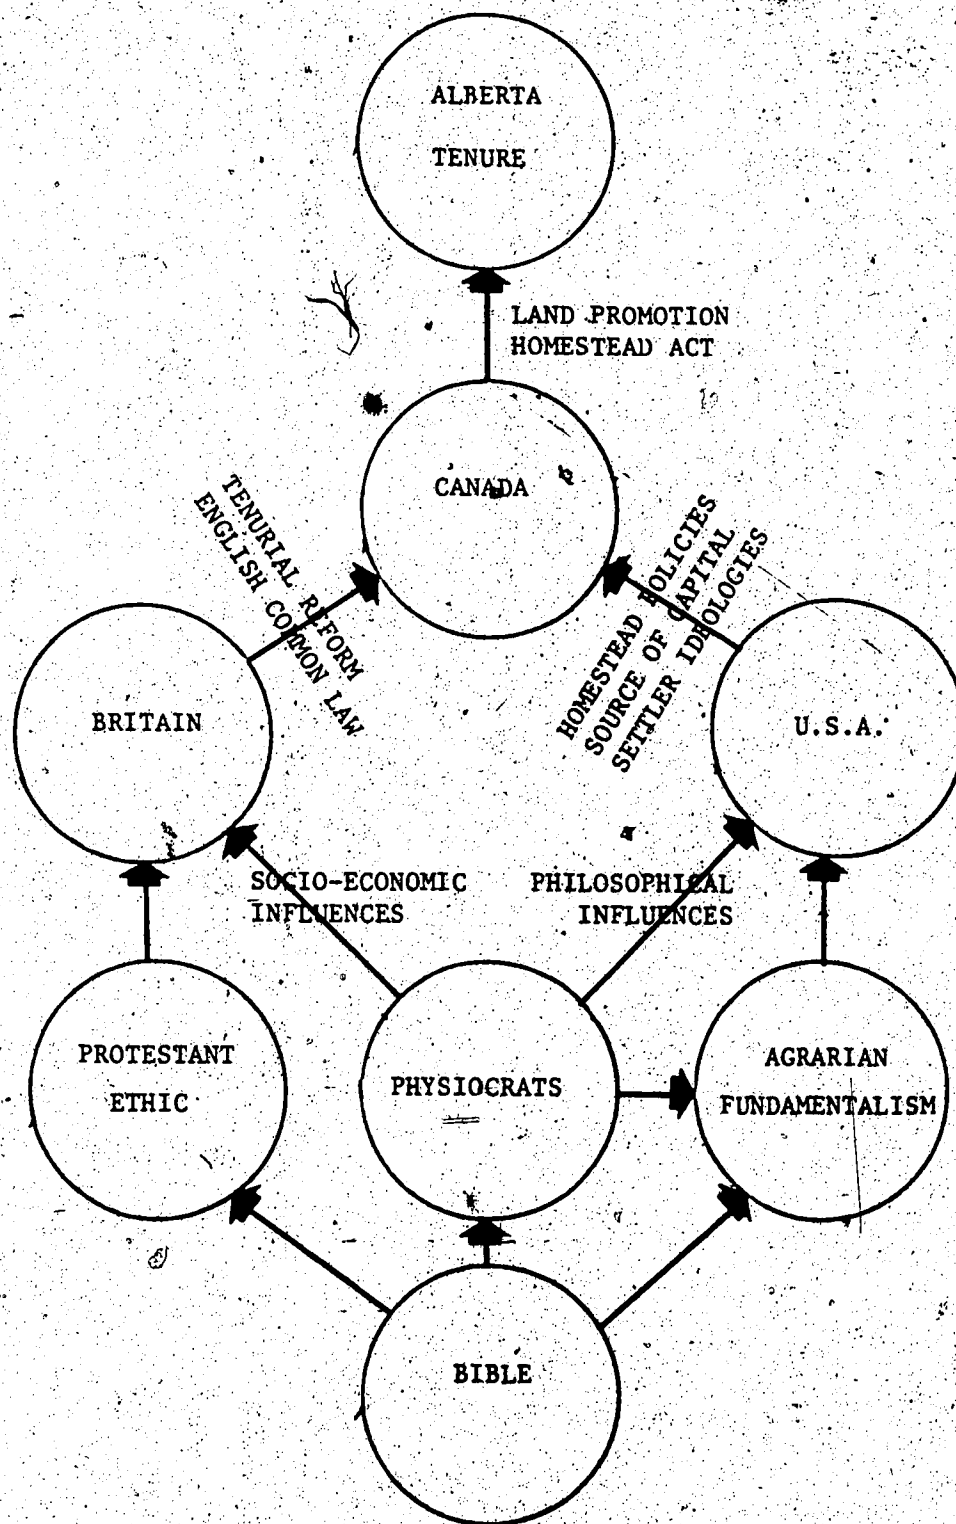 ALBERTA
TENURE
LAND PROMOTION
HOMESTEAD ACT
CANADA
TENURIAL REFORM
ENGLISH COMMON LAW
HOMESTEAD POLICIES
SOURCE OF CAPITAL
SETTLER IDEOLOGIES
BRITAIN
U.S.A.
SOCIO-ECONOMIC
INFLUENCES
PHILOSOPHICAL
INFLUENCES
PROTESTANT
ETHIC
PHYSIOCRATS
AGRARIAN
FUNDAMENTALISM
BIBLE